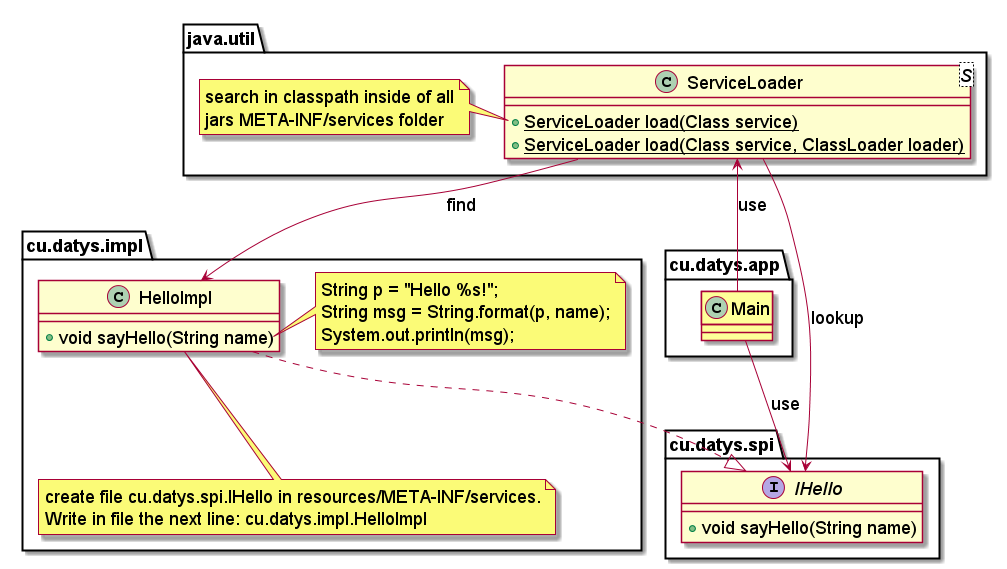 java.util
search in classpath inside of all
jars META-INF/services folder
C ServiceLoader
S
ServiceLoader load(Class service)
ServiceLoader load(Class service, ClassLoader loader)
find
use
lookup
cu.datys.impl
C HelloImpl
void sayHello(String name)
String p = "Hello %s!";
String msg = String.format(p, name);
System.out.println(msg);
create file cu.datys.spi.IHello in resources/META-INF/services.
Write in file the next line: cu.datys.impl.HelloImpl
cu.datys.app
C Main
use
cu.datys.spi
I IHello
void sayHello(String name)